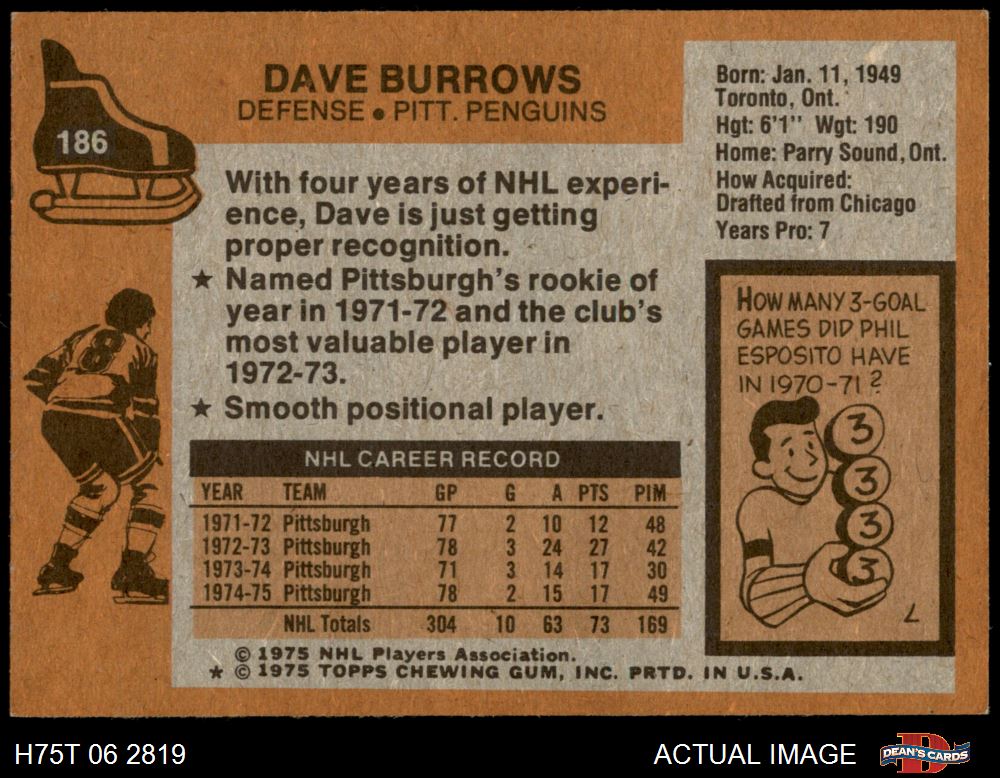 186
DAVE BURROWS
DEFENSE • PITT. PENGUINS
Born: Jan. 11, 1949
Toronto, Ont.
Hgt: 6'1" Wgt: 190
Home: Parry Sound, Ont.
How Acquired:
Drafted from Chicago
Years Pro: 7
With four years of NHL experi-
ence, Dave is just getting
proper recognition.
★ Named Pittsburgh's rookie of
year in 1971-72 and the club's
most valuable player in
1972-73.
★ Smooth positional player.
8
NHL CAREER RECORD
YEAR TEAM GP G A PTS PIM
1971-72 Pittsburgh 77 2 10 12 48
1972-73 Pittsburgh 78 3 24 27 42
1973-74 Pittsburgh 71 3 14 17 30
1974-75 Pittsburgh 78 2 15 17 49
NHL Totals 304 10 63 73 169
© 1975 NHL Players Association.
★ © 1975 TOPPS CHEWING GUM, INC. PRTD. IN U.S.A.
HOW MANY 3-GOAL
GAMES DID PHIL
ESPOSITO HAVE
IN 1970-71?
3
3
3
3
L
H75T 06 2819
ACTUAL IMAGE
D
DEAN'S CARDS